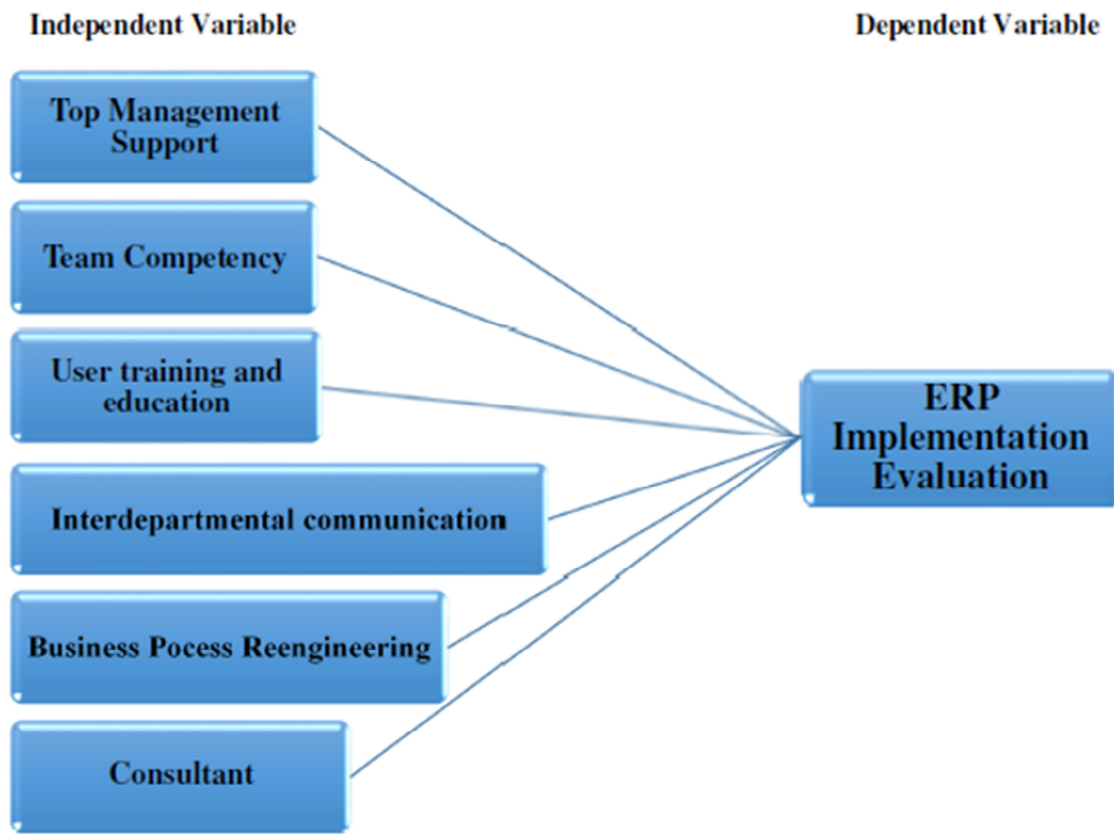 Independent Variable
Dependent Variable
Top Management
Support
Team Competency
User training and
education
Interdepartmental communication
Business Pocess Reengineering
Consultant
ERP
Implementation
Evaluation